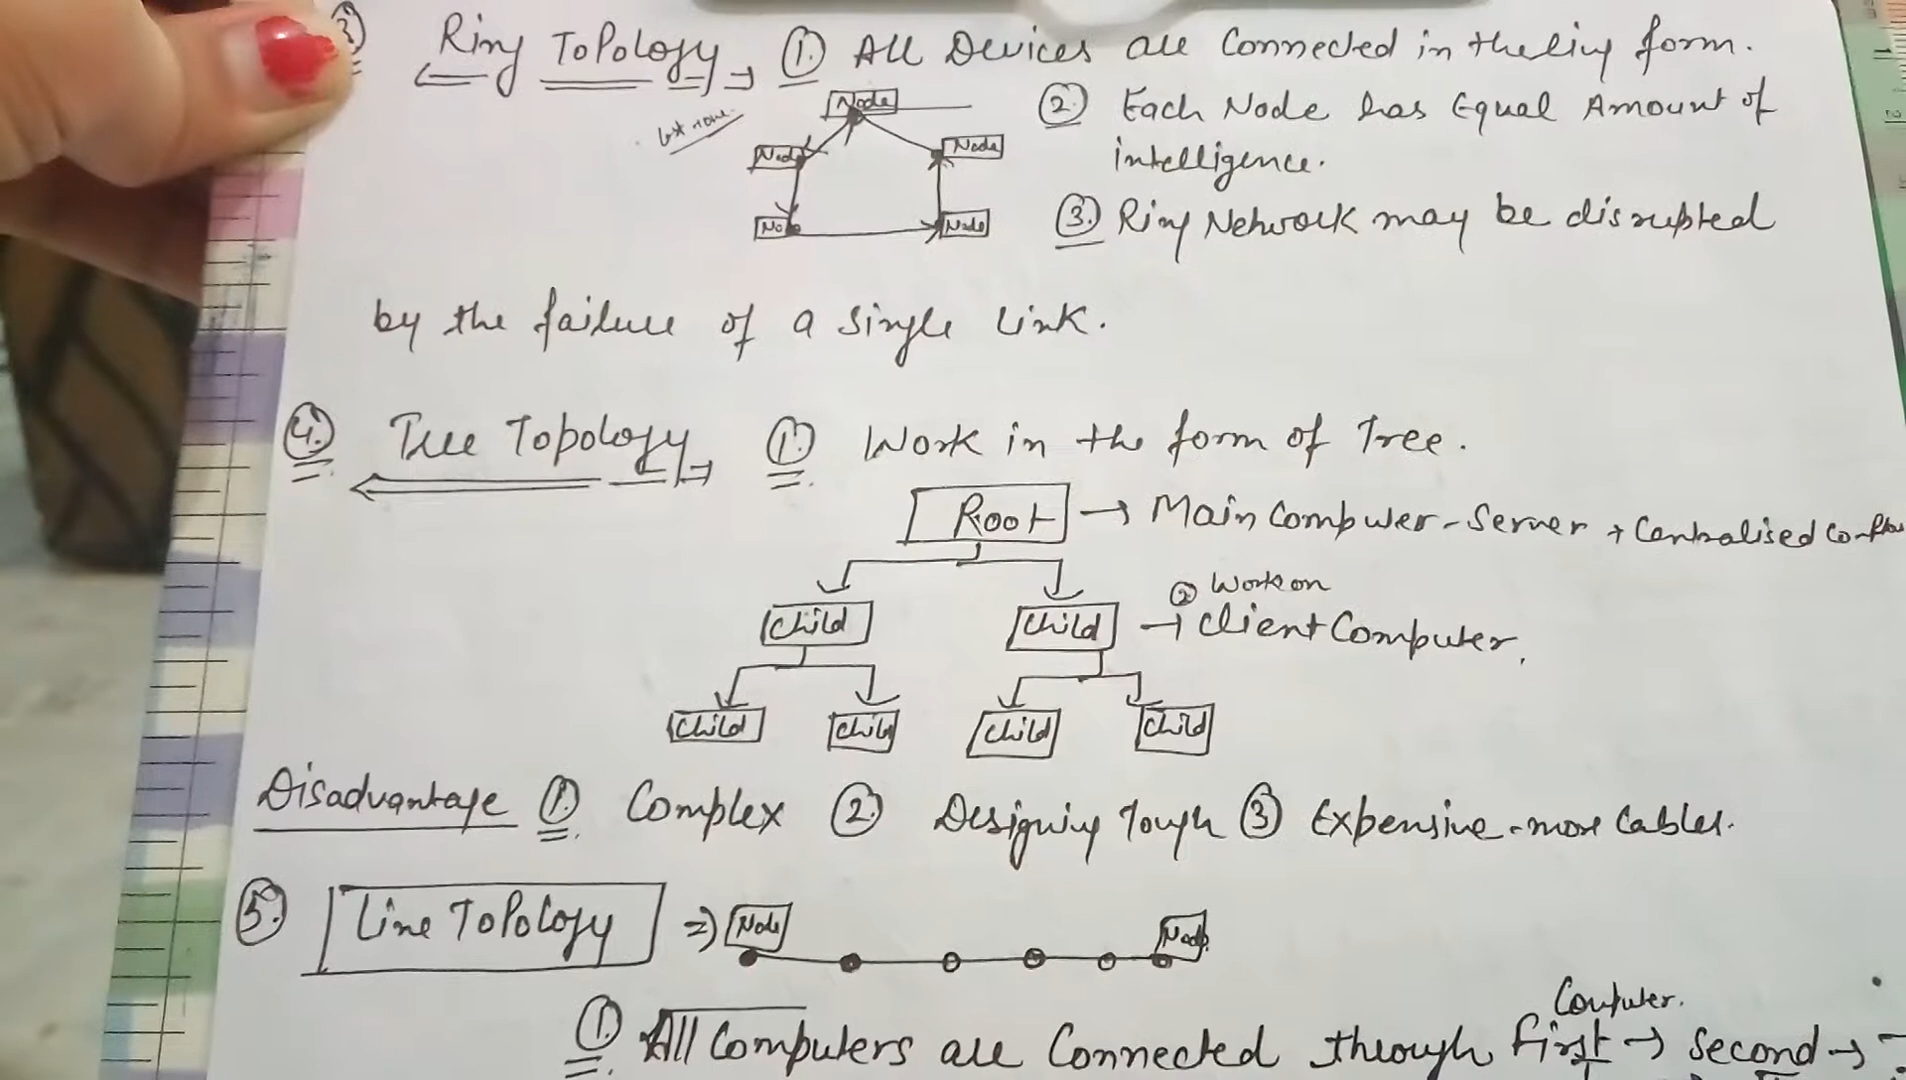 3) Ring Topology → ① All Devices are connected in the ring form.
Node
② Each Node has Equal Amount of
Node
Node
intelligence.
No
Node
③ Ring Network may be disrupted
by the failure of a single link.
④ Tree Topology → ① Work in the form of Tree.
Root → Main Computer - Server + Centralised
② Work on
Child
Child → Client Computer.
Child
Child
Child
Child
Disadvantage ① Complex ② Designing Tough ③ Expensive - more Cables.
⑤ Line Topology ⇒ Node
Node
Computer.
① All Computers are Connected through first → second →